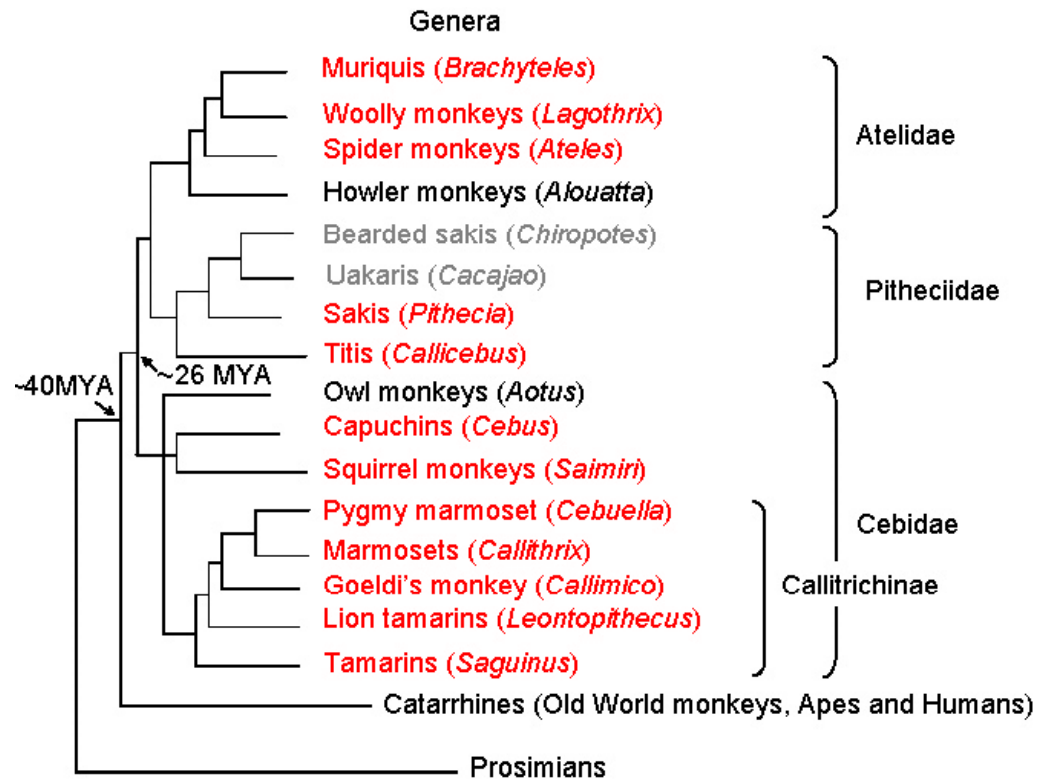 Genera
Muriquis (Brachyteles)
Woolly monkeys (Lagothrix)
Spider monkeys (Ateles)
Howler monkeys (Alouatta)
Atelidae
Bearded sakis (Chiropotes)
Uakaris (Cacajao)
Sakis (Pithecia)
Titis (Callicebus)
Pitheciidae
~40MYA
~26 MYA
Owl monkeys (Aotus)
Capuchins (Cebus)
Squirrel monkeys (Saimiri)
Pygmy marmoset (Cebuella)
Marmosets (Callithrix)
Goeldi's monkey (Callimico)
Lion tamarins (Leontopithecus)
Tamarins (Saguinus)
Callitrichinae
Cebidae
Catarrhines (Old World monkeys, Apes and Humans)
Prosimians